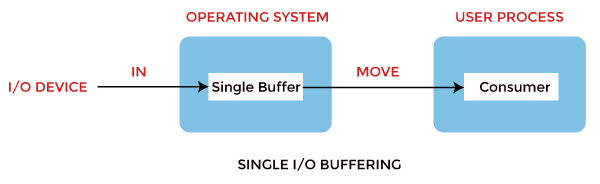 OPERATING SYSTEM
USER PROCESS
I/O DEVICE
IN
Single Buffer
MOVE
Consumer
SINGLE I/O BUFFERING